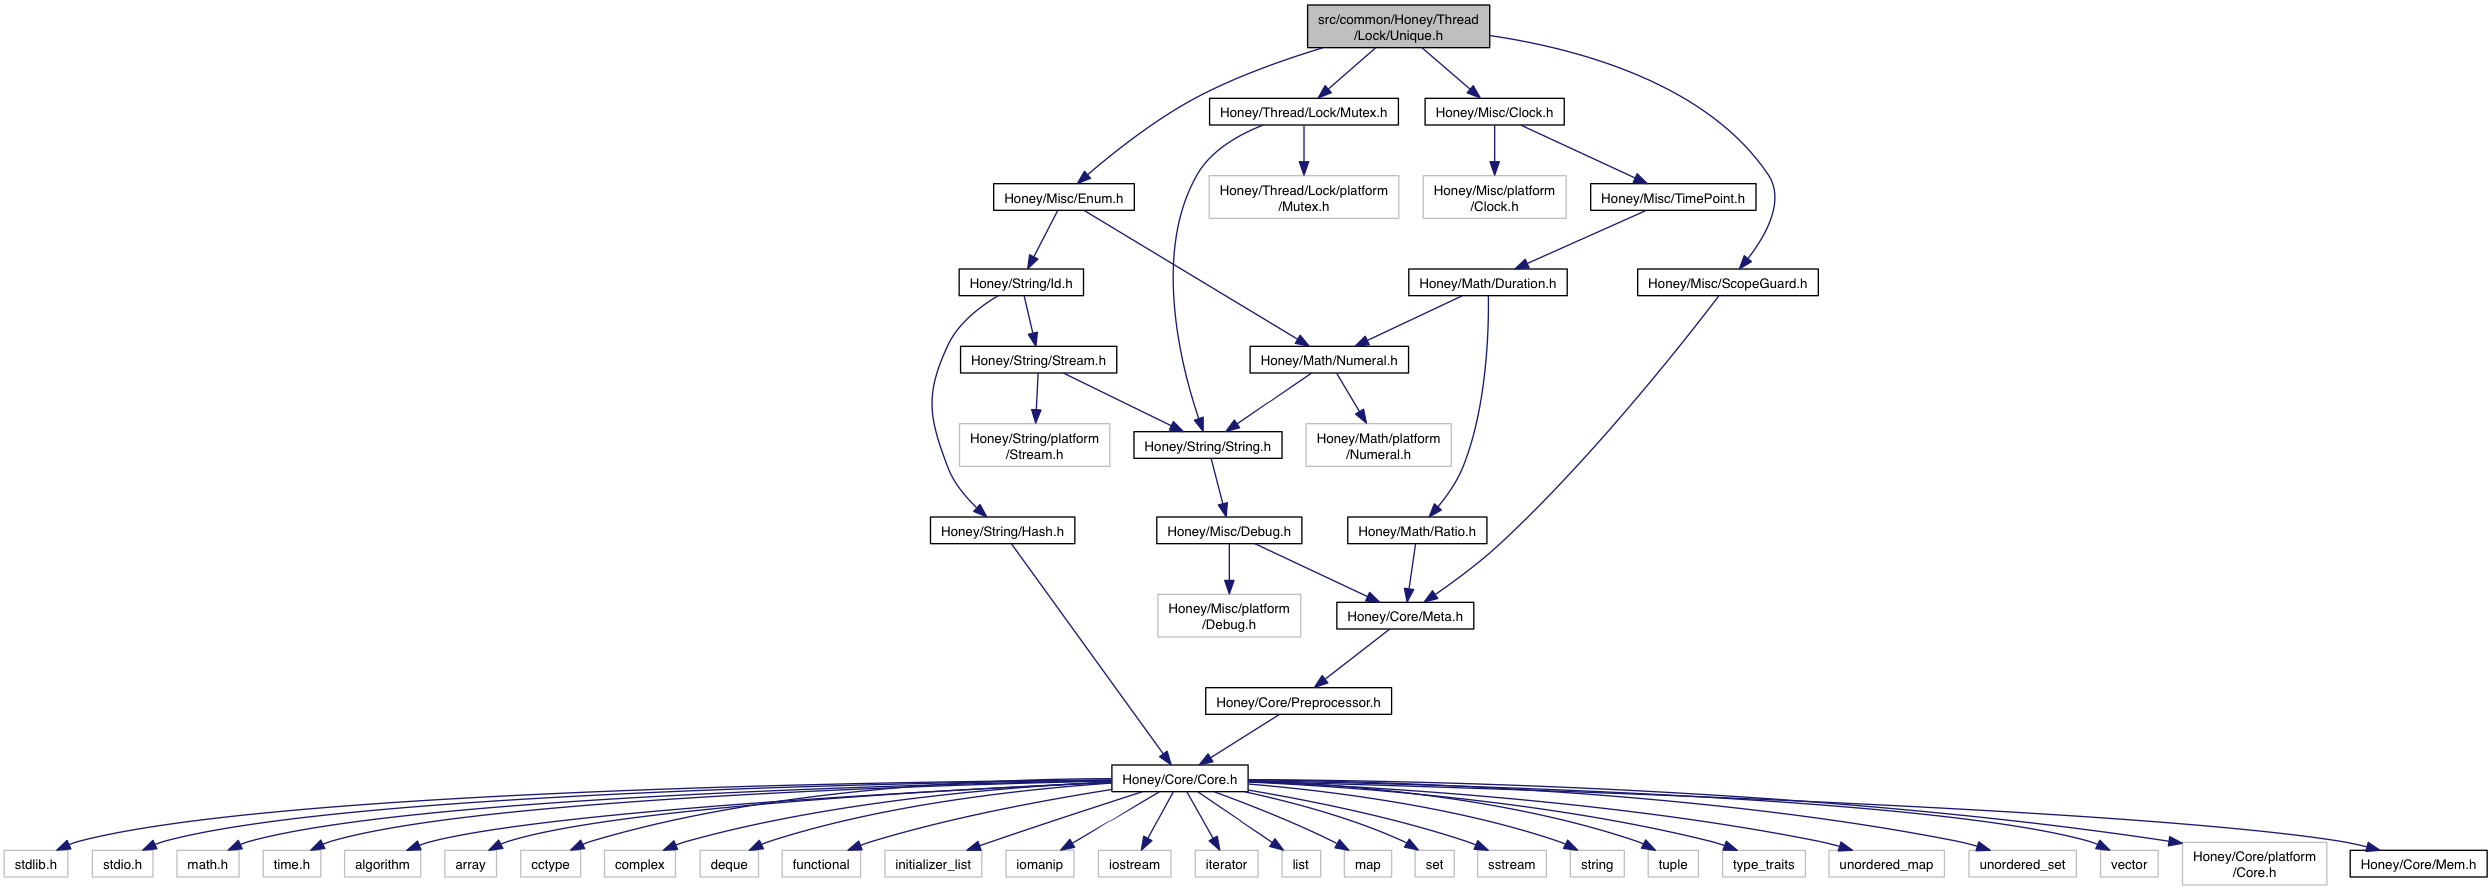 src/common/Honey/Thread
/Lock/Unique.h
Honey/Thread/Lock/Mutex.h
Honey/Misc/Clock.h
Honey/Misc/Enum.h
Honey/Thread/Lock/platform
/Mutex.h
Honey/Misc/platform
/Clock.h
Honey/Misc/TimePoint.h
Honey/String/Id.h
Honey/Math/Duration.h
Honey/Misc/ScopeGuard.h
Honey/String/Stream.h
Honey/Math/Numeral.h
Honey/String/platform
/Stream.h
Honey/String/String.h
Honey/Math/platform
/Numeral.h
Honey/String/Hash.h
Honey/Misc/Debug.h
Honey/Math/Ratio.h
Honey/Misc/platform
/Debug.h
Honey/Core/Meta.h
Honey/Core/Preprocessor.h
Honey/Core/Core.h
stdlib.h
stdio.h
math.h
time.h
algorithm
array
cctype
complex
deque
functional
initializer_list
iomanip
iostream
iterator
list
map
set
sstream
string
tuple
type_traits
unordered_map
unordered_set
vector
Honey/Core/platform
/Core.h
Honey/Core/Mem.h